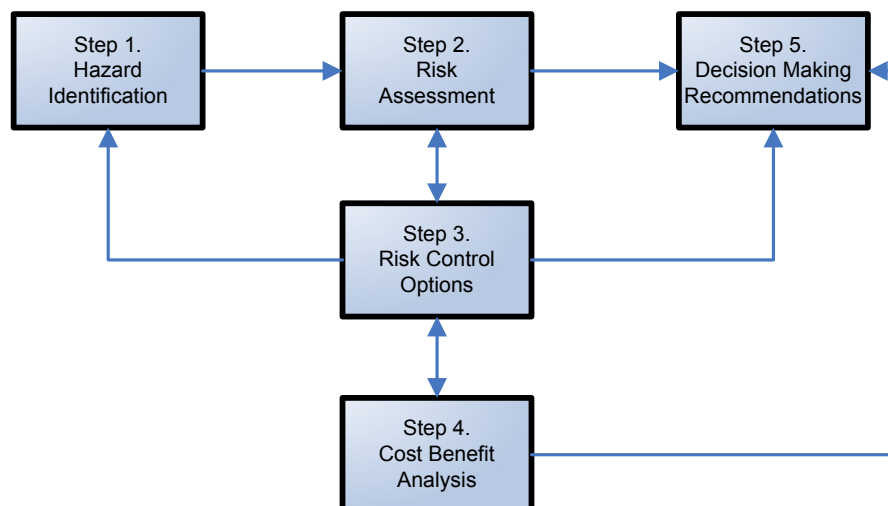 Step 1.
Hazard
Identification
Step 2.
Risk
Assessment
Step 5.
Decision Making
Recommendations
Step 3.
Risk Control
Options
Step 4.
Cost Benefit
Analysis